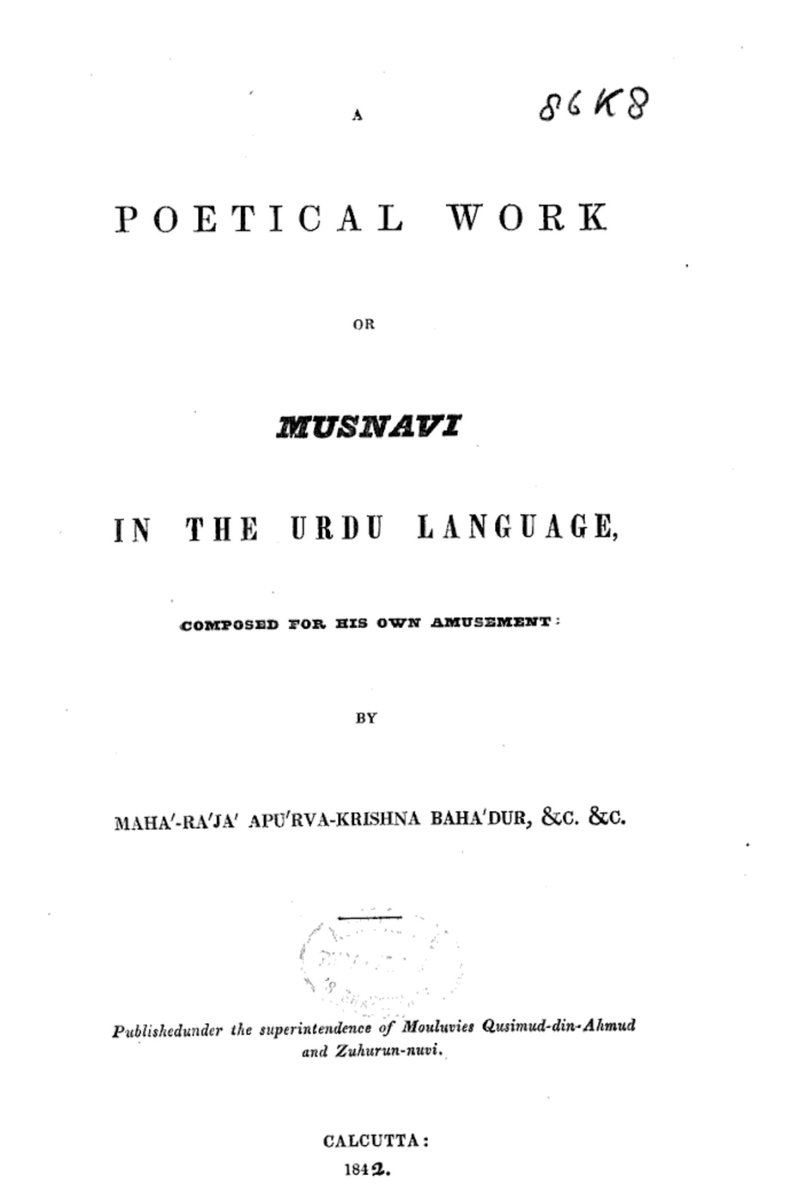 86K8
A
POETICAL WORK
OR
MUSNAVI
IN THE URDU LANGUAGE,
COMPOSED FOR HIS OWN AMUSEMENT:
BY
MAHA'-RA'JA' APU'RVA-KRISHNA BAHA'DUR, &C. &C.
Publishedunder the superintendence of Mouluvies Qusimud-din-Ahmud
and Zuhurun-nuvi.
CALCUTTA:
1842.